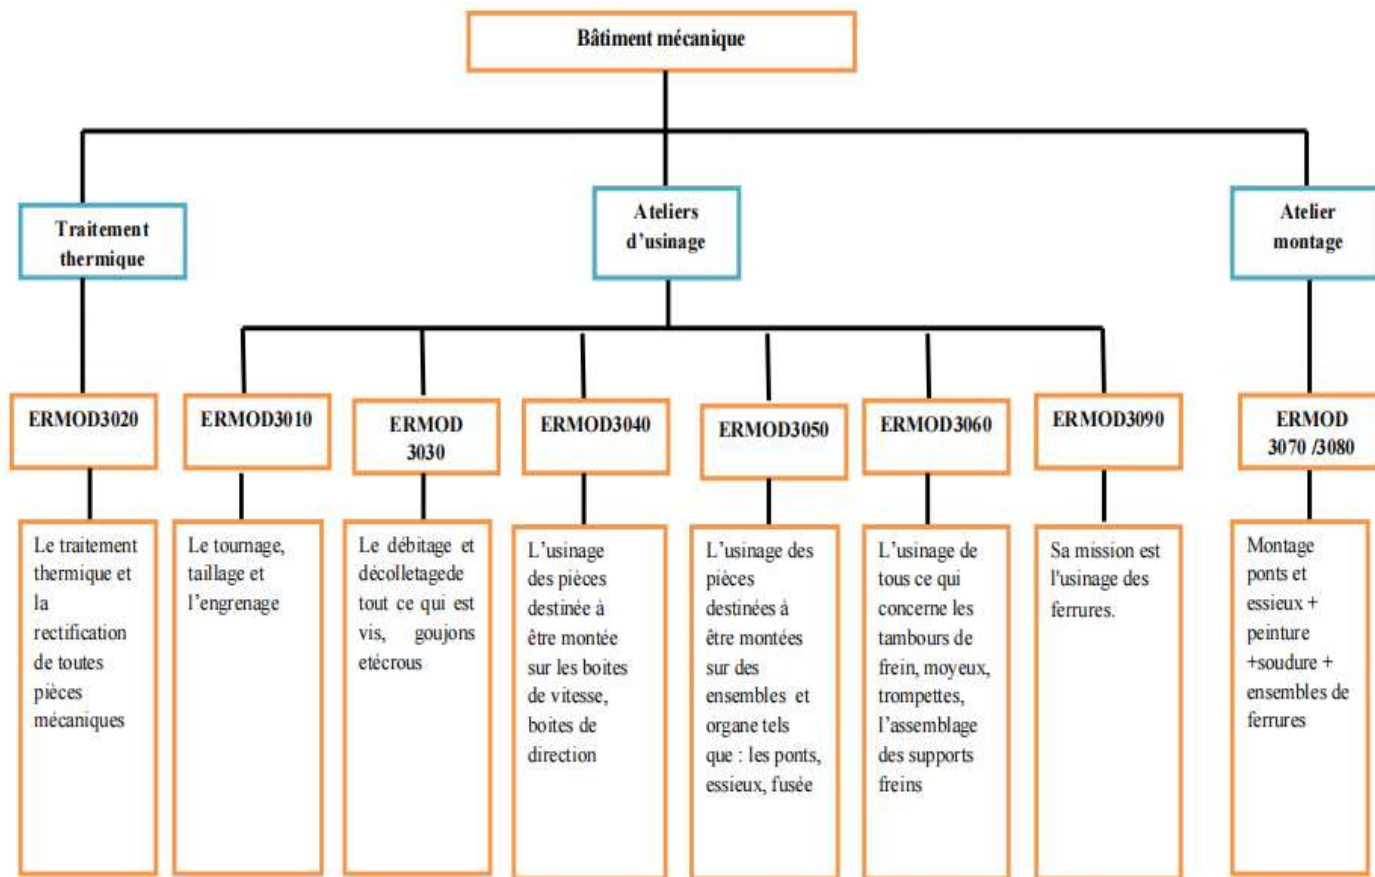 Bâtiment mécanique
Traitement
thermique
Ateliers
d’usinage
Atelier
montage
ERMOD3020
ERMOD3010
ERMOD
3030
ERMOD3040
ERMOD3050
ERMOD3060
ERMOD3090
ERMOD
3070 /3080
Le traitement
thermique et
la
rectification
de toutes
pièces
mécaniques
Le tournage,
taillage et
l’engrenage
Le débitage et
décolletagede
tout ce qui est
vis, goujons
etécrous
L’usinage
des pièces
destinée à
être montée
sur les boites
de vitesse,
boites de
direction
L’usinage des
pièces
destinées à
être montées
sur des
ensembles et
organe tels
que : les ponts,
essieux, fusée
L’usinage de
tous ce qui
concerne les
tambours de
frein, moyeux,
trompettes,
l’assemblage
des supports
freins
Sa mission est
l'usinage des
ferrures.
Montage
ponts et
essieux +
peinture
+soudure +
ensembles de
ferrures